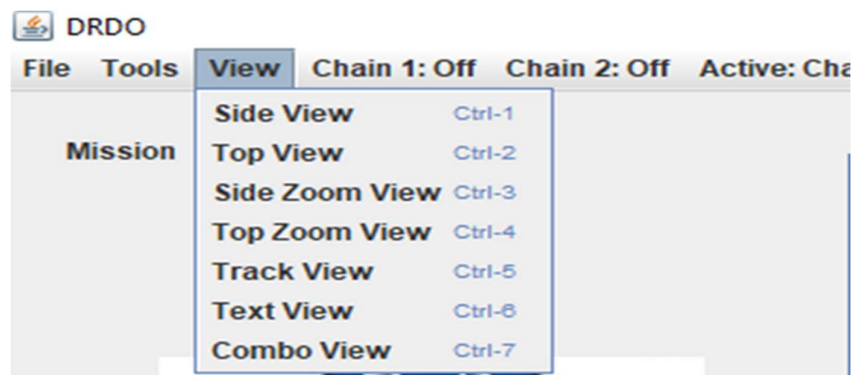 DRDO
File Tools View Chain 1: Off Chain 2: Off Active: Cha
Side View Ctrl-1
Mission
Top View Ctrl-2
Side Zoom View Ctrl-3
Top Zoom View Ctrl-4
Track View Ctrl-5
Text View Ctrl-6
Combo View Ctrl-7